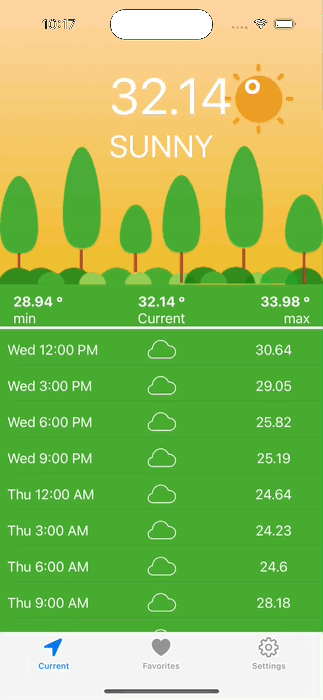 10:17
32.14
SUNNY
28.94 º 32.14 º 33.98 º
min Current max
Wed 12:00 PM 30.64
Wed 3:00 PM 29.05
Wed 6:00 PM 25.82
Wed 9:00 PM 25.19
Thu 12:00 AM 24.64
Thu 3:00 AM 24.23
Thu 6:00 AM 24.6
Thu 9:00 AM 28.18
Current Favorites Settings